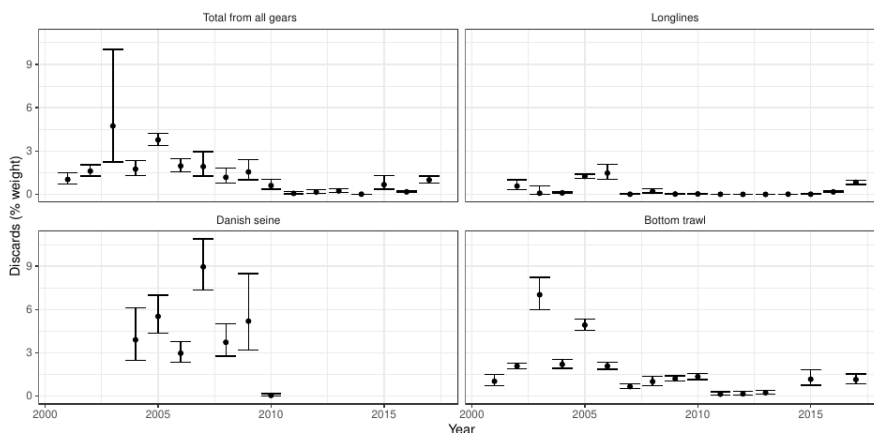 Total from all gears
Longlines
9
6
3
0
Danish seine
Bottom trawl
9
6
3
0
2000
2005
2010
2015
2000
2005
2010
2015
Discards (% weight)
Year